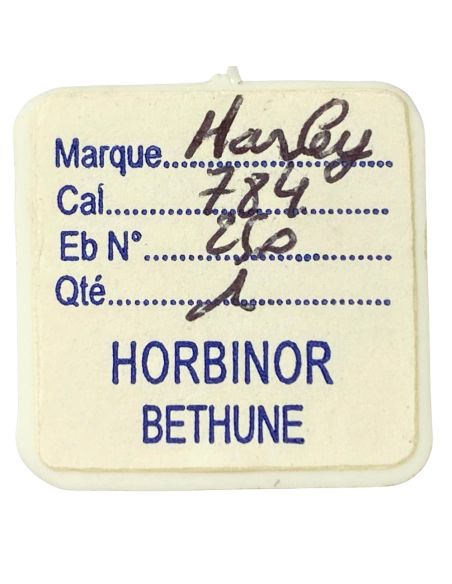 Marque Harley
Cal 784
Eb N° 250
Qté 1
HORBINOR
BETHUNE